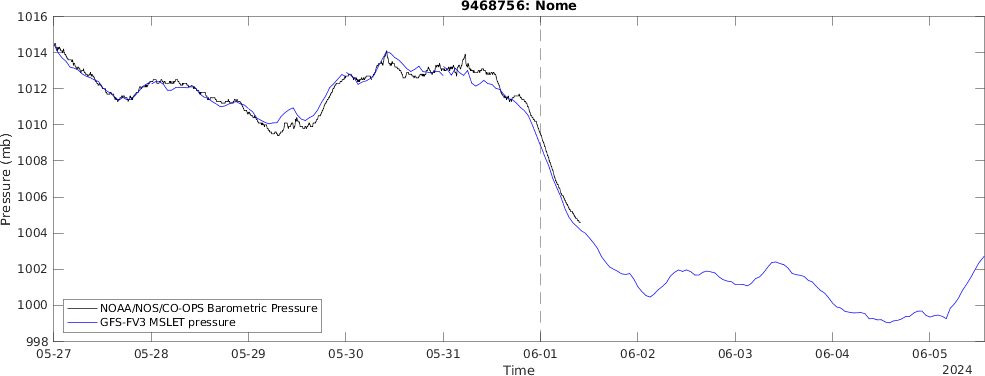 9468756: Nome
1016
1014
1012
1010
1008
1006
1004
1002
1000
998
Pressure (mb)
NOAA/NOS/CO-OPS Barometric Pressure
GFS-FV3 MSLET pressure
05-27 05-28 05-29 05-30 05-31 06-01 06-02 06-03 06-04 06-05
Time
2024